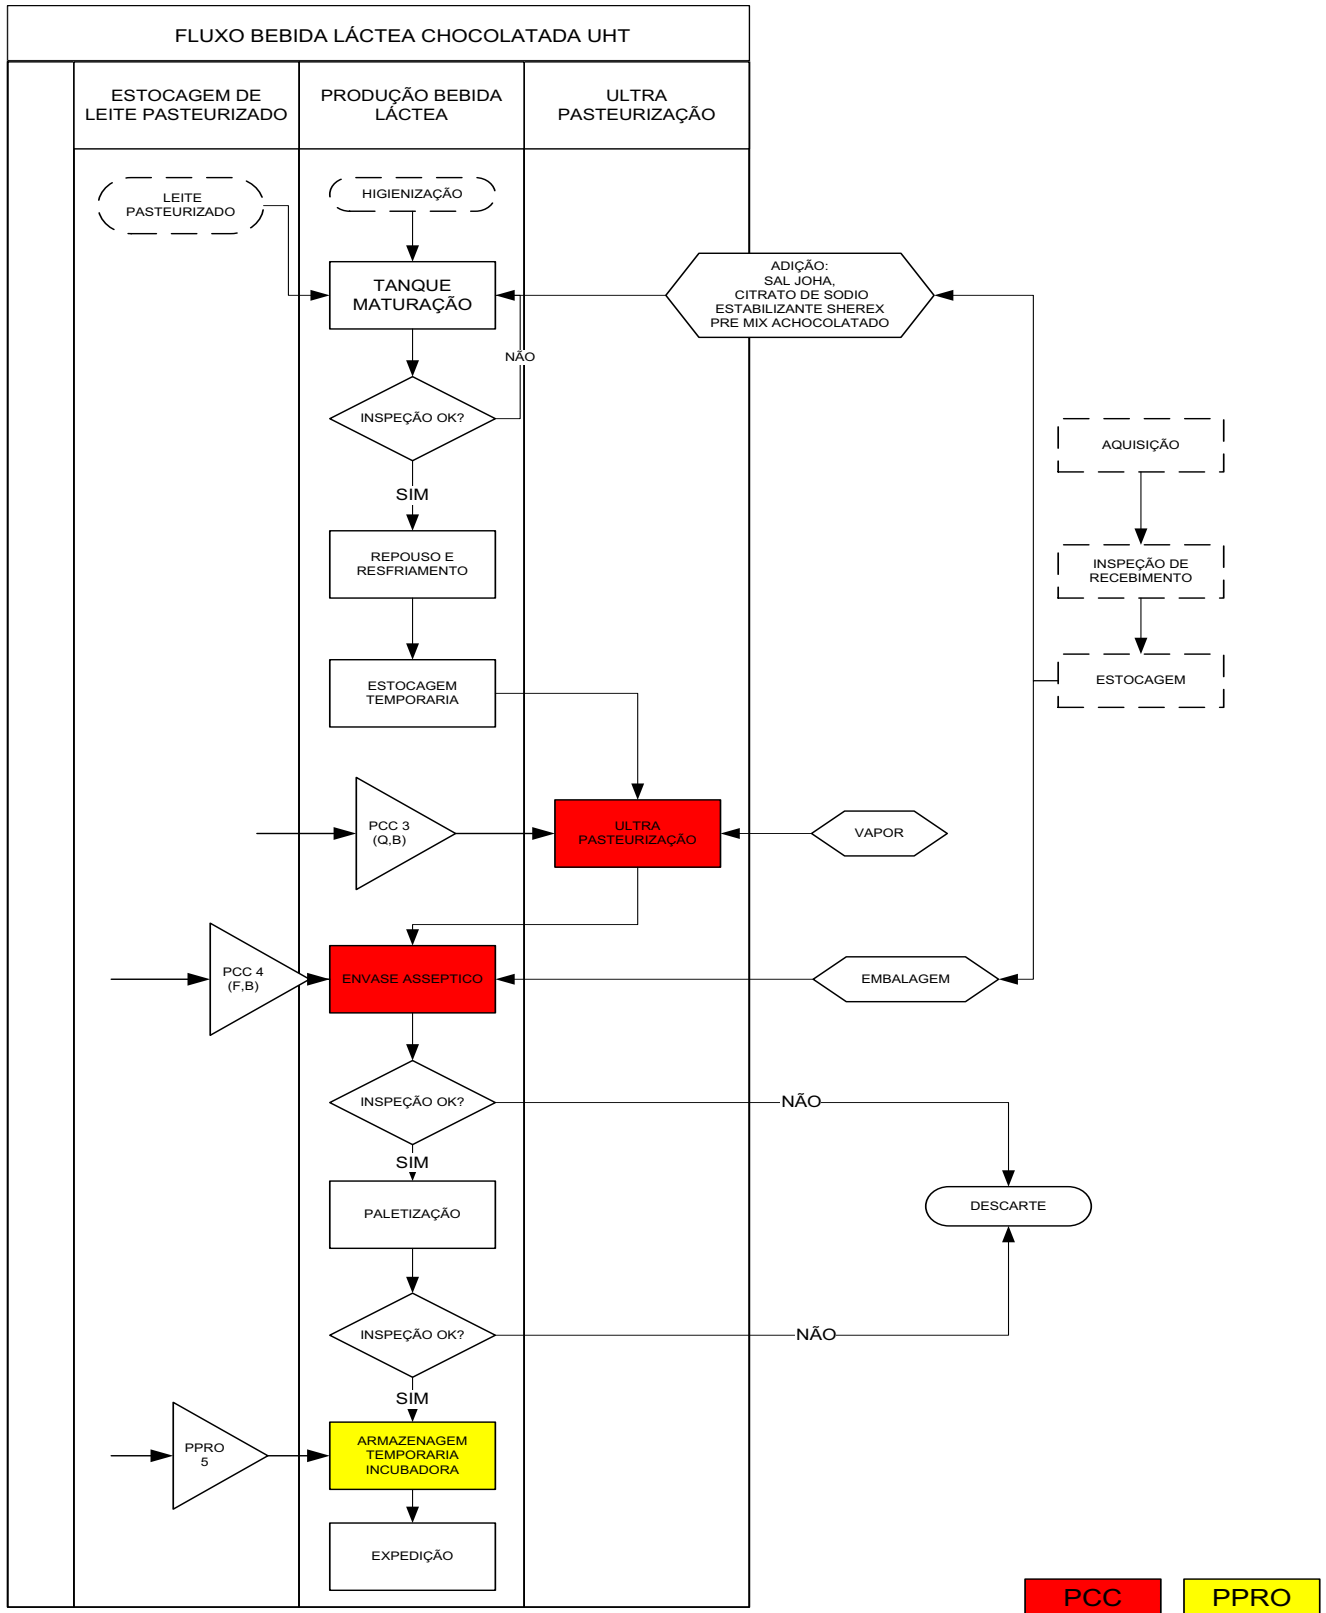 FLUXO BEBIDA LÁCTEA CHOCOLATADA UHT
ESTOCAGEM DE
LEITE PASTEURIZADO
PRODUÇÃO BEBIDA
LÁCTEA
ULTRA
PASTEURIZAÇÃO
LEITE
PASTEURIZADO
HIGIENIZAÇÃO
TANQUE
MATURAÇÃO
ADIÇÃO:
SAL JOHA,
CITRATO DE SODIO
ESTABILIZANTE SHEREX
PRE MIX ACHOCOLATADO
NÃO
INSPEÇÃO OK?
SIM
AQUISIÇÃO
REPOUSO E
RESFRIAMENTO
INSPEÇÃO DE
RECEBIMENTO
ESTOCAGEM
TEMPORARIA
ESTOCAGEM
PCC 3
(Q,B)
ULTRA
PASTEURIZAÇÃO
VAPOR
PCC 4
(F,B)
ENVASE ASSEPTICO
EMBALAGEM
INSPEÇÃO OK?
NÃO
SIM
PALETIZAÇÃO
DESCARTE
INSPEÇÃO OK?
NÃO
SIM
PPRO
5
ARMAZENAGEM
TEMPORARIA
INCUBADORA
EXPEDIÇÃO
PCC
PPRO